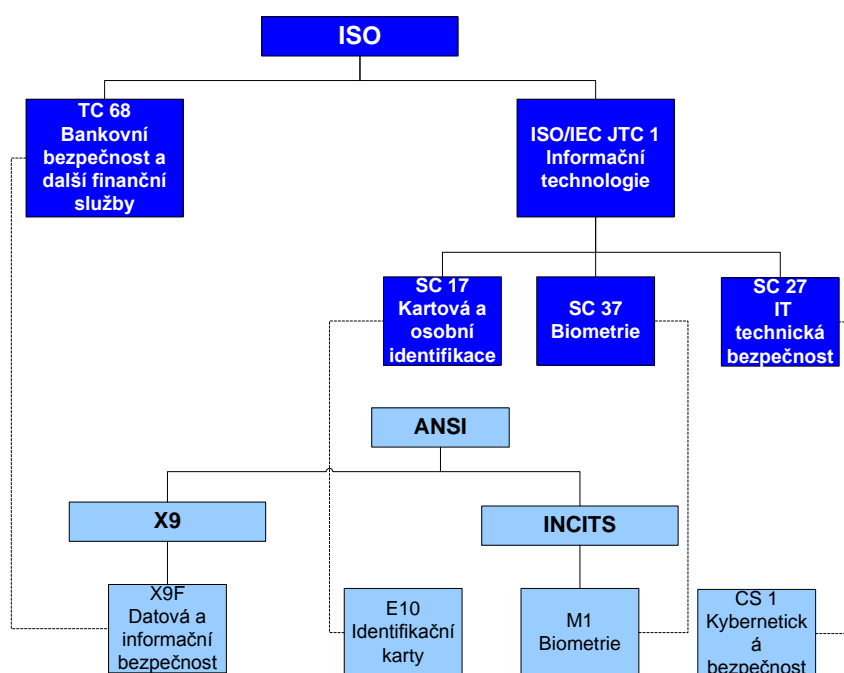 ISO
TC 68
Bankovní
bezpečnost a
další finanční
služby
ISO/IEC JTC 1
Informační
technologie
SC 17
Kartová a
osobní
identifikace
SC 37
Biometrie
SC 27
IT
technická
bezpečnost
ANSI
X9
INCITS
X9F
Datová a
informační
bezpečnost
E10
Identifikační
karty
M1
Biometrie
CS 1
Kybernetick
á
bezpečnost